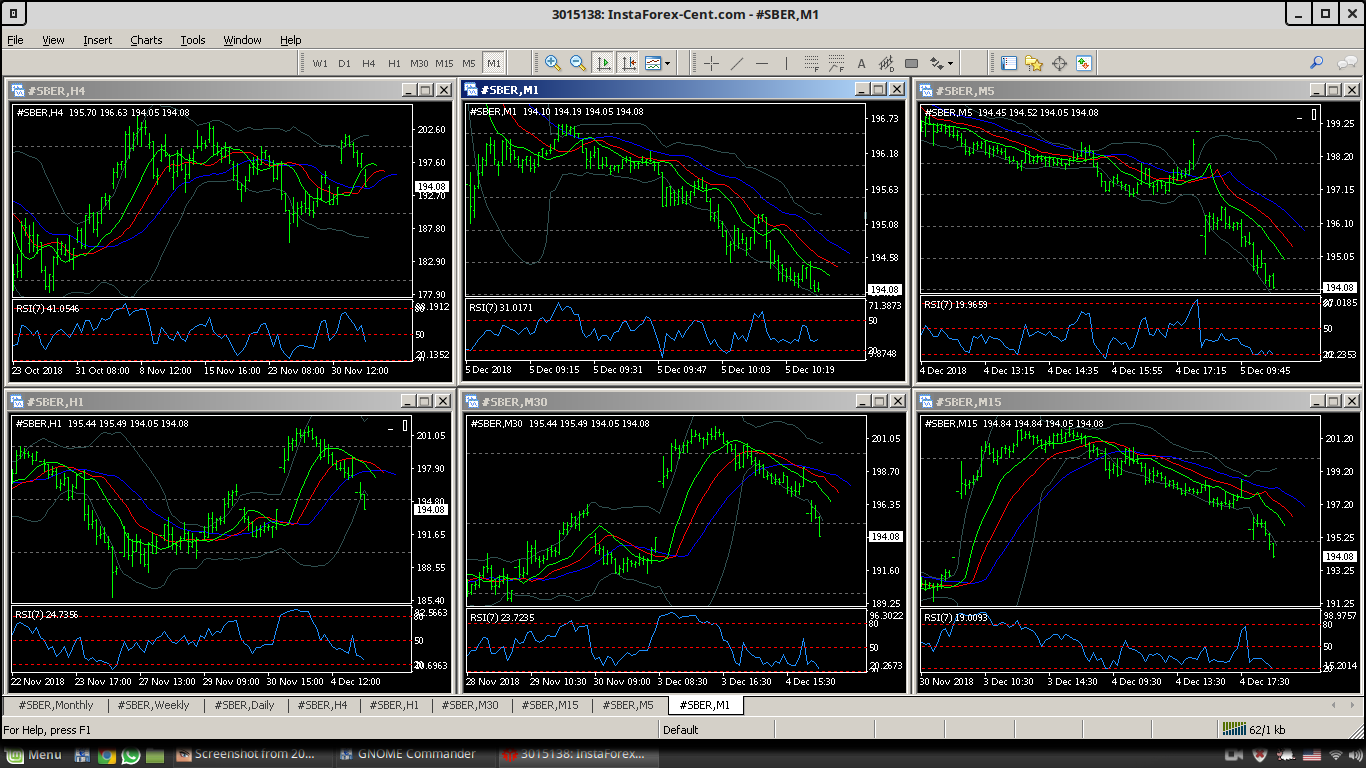 3015138: InstaForex-Cent.com - #SBER,M1
File View Insert Charts Tools Window Help
W1 D1 H4 H1 M30 M15 M5 M1
#SBER,H4
#SBER,H4 195.70 196.63 194.05 194.08
202.60
197.60
194.08
192.70
187.80
182.90
177.90
RSI(7) 41.0546
50
23 Oct 2018 31 Oct 08:00 8 Nov 12:00 15 Nov 16:00 23 Nov 08:00 30 Nov 12:00
#SBER,M1
#SBER,M1 194.10 194.19 194.05 194.08
196.73
196.18
195.63
195.08
194.58
194.08
RSI(7) 31.0171
71.3873
50
5 Dec 2018 5 Dec 09:15 5 Dec 09:31 5 Dec 09:47 5 Dec 10:03 5 Dec 10:19
#SBER,M5
#SBER,M5 194.45 194.52 194.05 194.08
199.25
198.20
197.15
196.10
195.05
194.08
RSI(7) 19.9659
50
4 Dec 2018 4 Dec 13:15 4 Dec 14:35 4 Dec 15:55 4 Dec 17:15 5 Dec 09:45
#SBER,H1
#SBER,H1 195.44 195.49 194.05 194.08
201.05
197.90
194.80
194.08
191.65
188.55
185.40
RSI(7) 24.7356
50
22 Nov 2018 23 Nov 17:00 27 Nov 13:00 29 Nov 09:00 30 Nov 15:00 4 Dec 12:00
#SBER,M30
#SBER,M30 195.44 195.49 194.05 194.08
201.05
198.70
196.35
194.08
191.60
189.25
RSI(7) 23.7235
96.3022
80
50
28 Nov 2018 29 Nov 10:30 30 Nov 09:00 3 Dec 08:30 3 Dec 16:30 4 Dec 15:30
#SBER,M15
#SBER,M15 194.84 194.84 194.05 194.08
201.20
199.20
197.20
195.25
194.08
193.25
191.25
RSI(7) 19.0093
98.9757
80
50
30 Nov 2018 3 Dec 10:30 3 Dec 14:30 4 Dec 09:30 4 Dec 13:30 4 Dec 17:30
#SBER,Monthly #SBER,Weekly #SBER,Daily #SBER,H4 #SBER,H1 #SBER,M30 #SBER,M15 #SBER,M5 #SBER,M1
For Help, press F1 Default 62/1 kb
Menu Screenshot from 20... GNOME Commander 3015138: InstaForex...